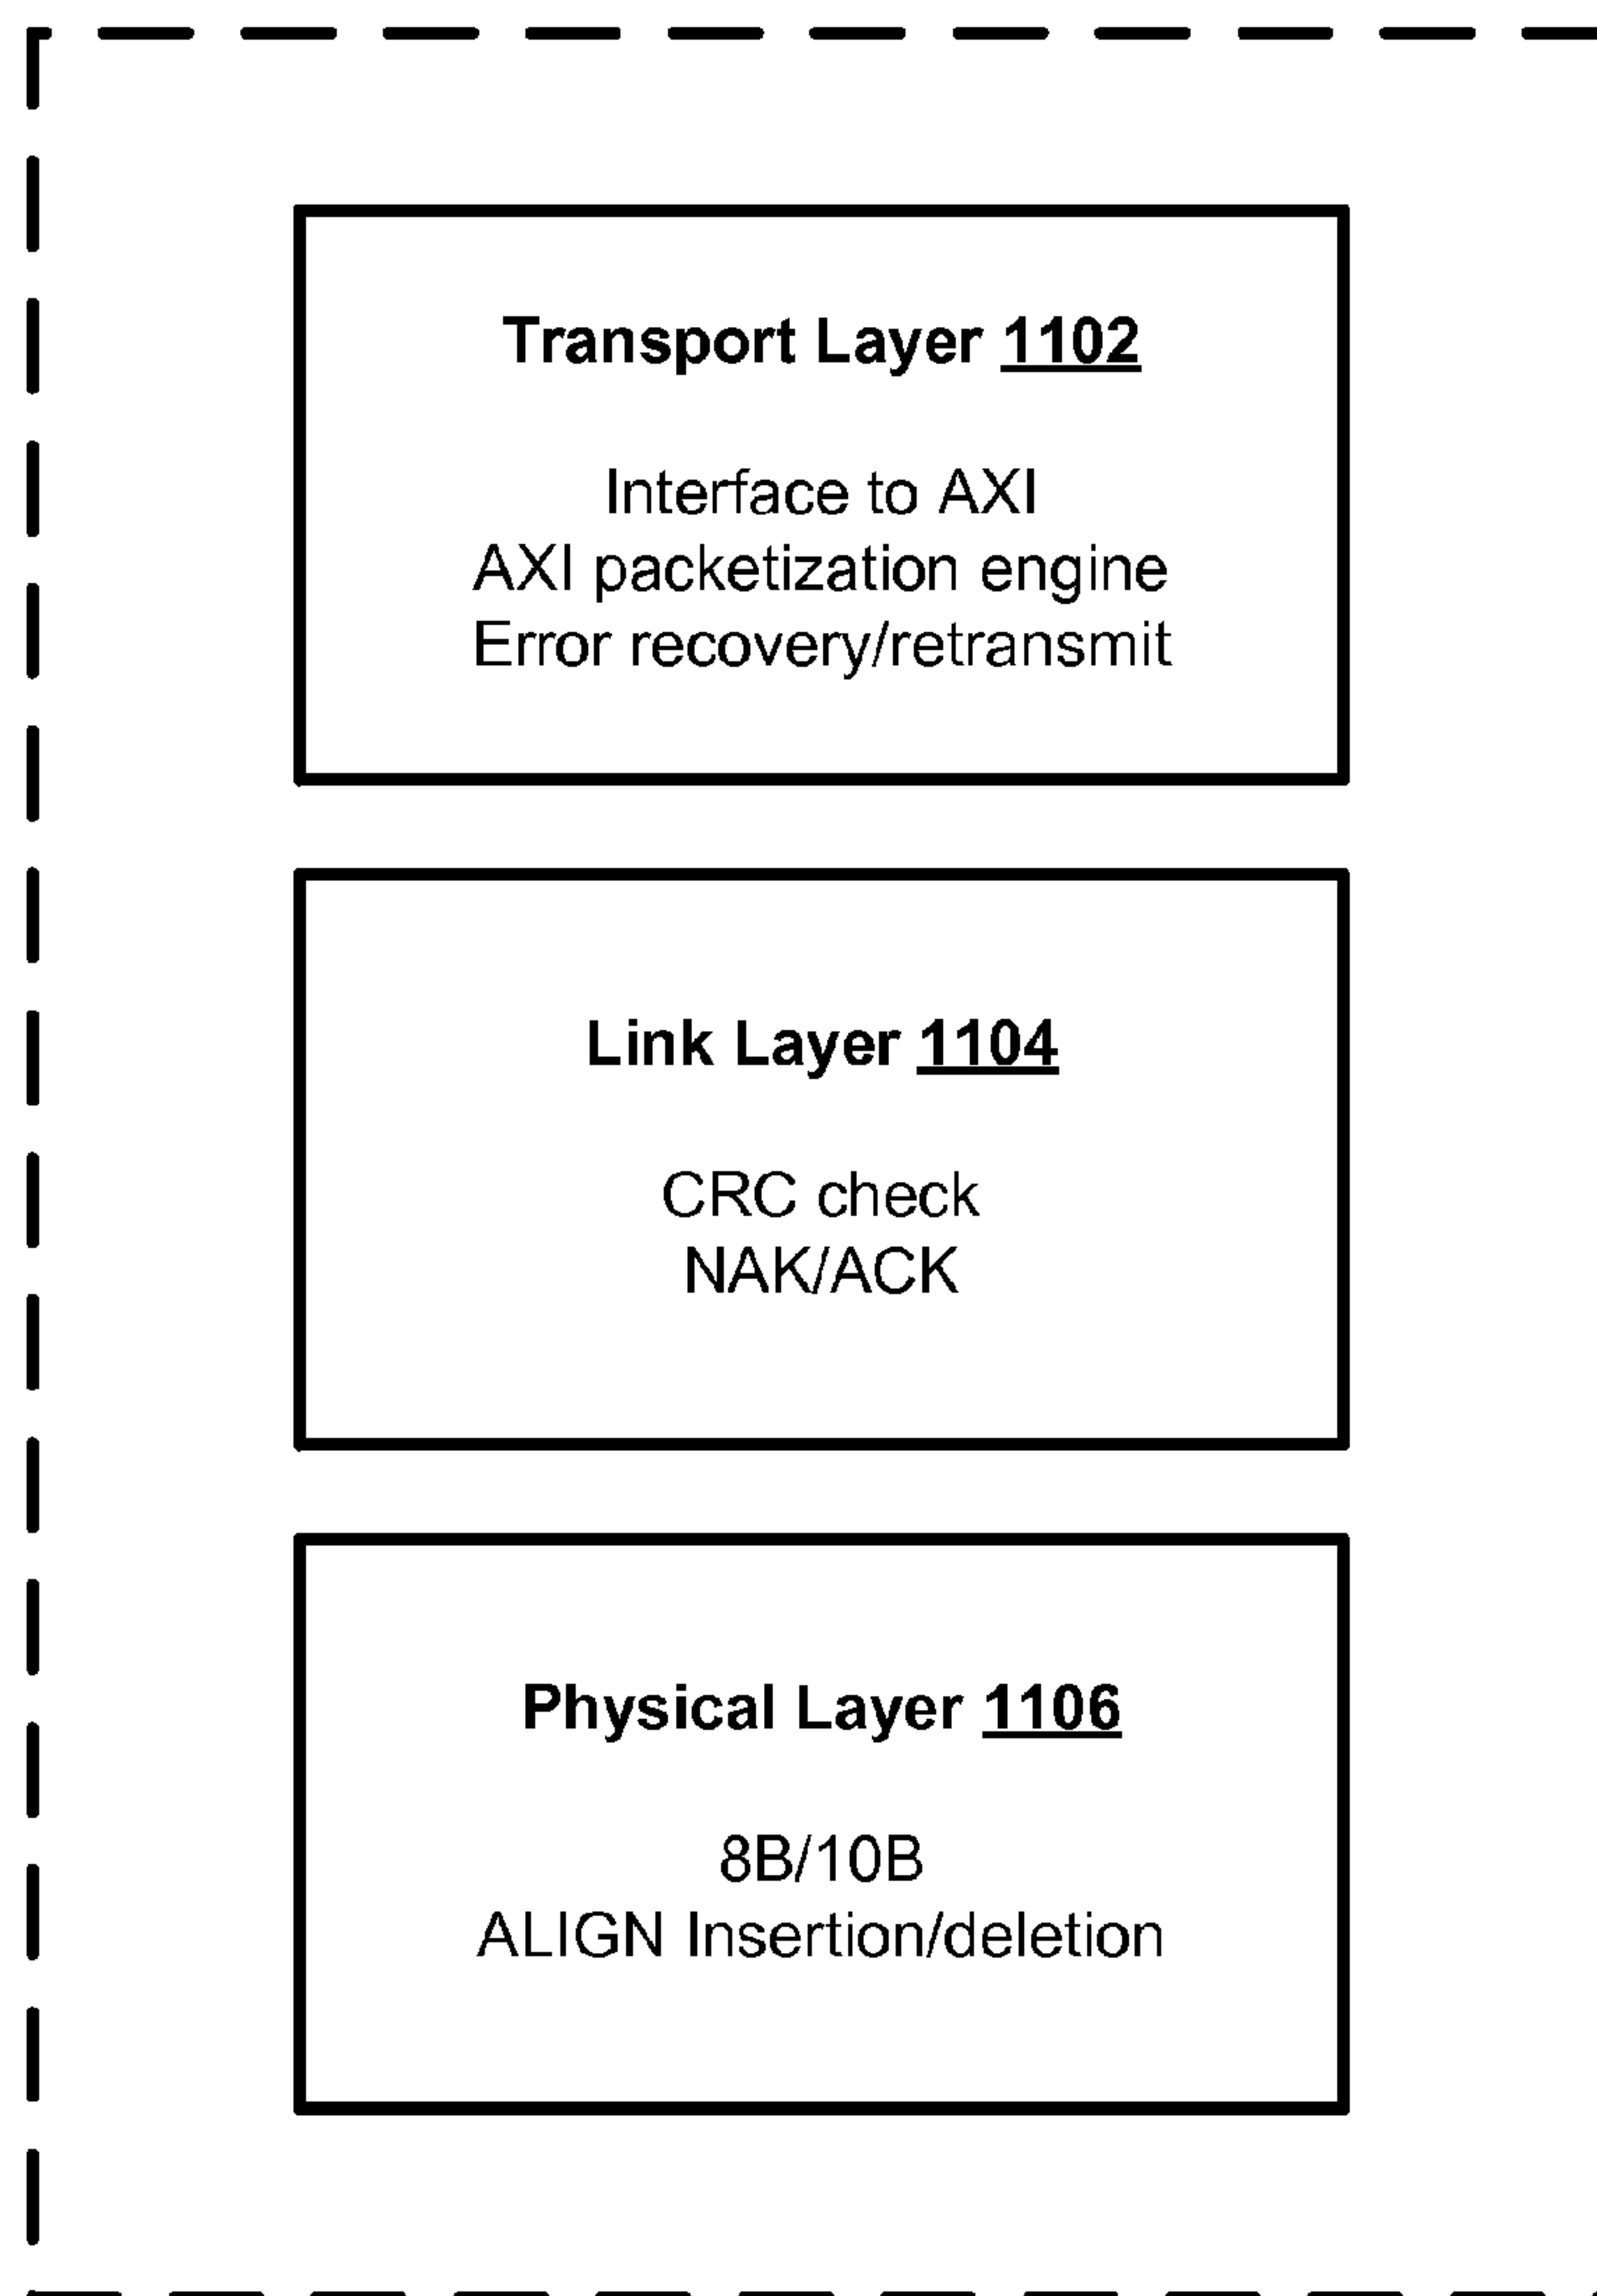 Transport Layer 1102
Interface to AXI
AXI packetization engine
Error recovery/retransmit
Link Layer 1104
CRC check
NAK/ACK
Physical Layer 1106
8B/10B
ALIGN Insertion/deletion